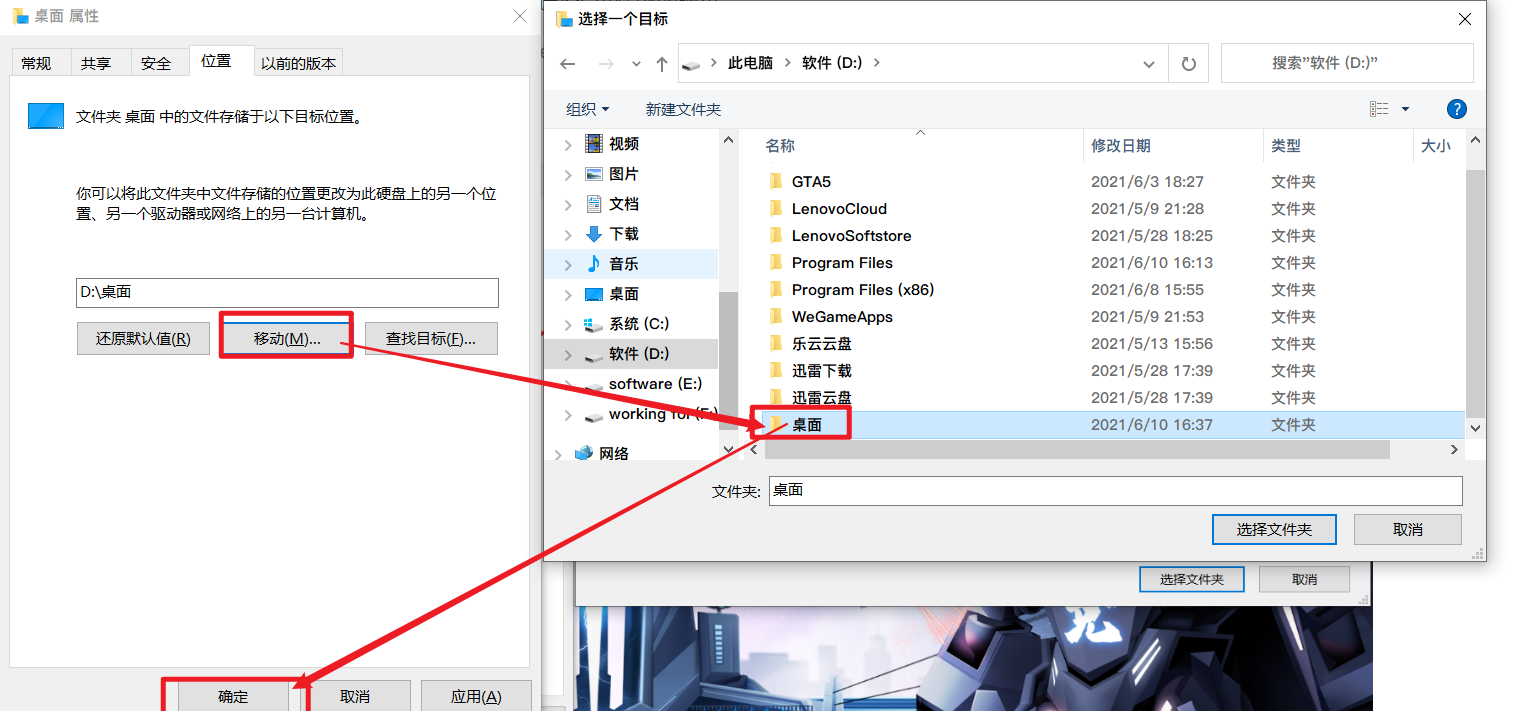 桌面 属性
常规 共享 安全 位置 以前的版本
文件夹 桌面 中的文件存储于以下目标位置。
你可以将此文件夹中文件存储的位置更改为此硬盘上的另一个位
置、另一个驱动器或网络上的另一台计算机。
D:\桌面
还原默认值(R) 移动(M)... 查找目标(F)...
确定 取消 应用(A)
选择一个目标
此电脑 软件 (D:) 搜索"软件 (D:)"
组织 新建文件夹
视频
图片
文档
下载
音乐
桌面
系统 (C:)
软件 (D:)
software (E:)
working for (F:)
网络
名称 修改日期 类型 大小
GTA5 2021/6/3 18:27 文件夹
LenovoCloud 2021/5/9 21:28 文件夹
LenovoSoftstore 2021/5/28 18:25 文件夹
Program Files 2021/6/10 16:13 文件夹
Program Files (x86) 2021/6/8 15:55 文件夹
WeGameApps 2021/5/9 21:53 文件夹
乐云云盘 2021/5/13 15:56 文件夹
迅雷下载 2021/5/28 17:39 文件夹
迅雷云盘 2021/5/28 17:39 文件夹
桌面 2021/6/10 16:37 文件夹
文件夹: 桌面
选择文件夹 取消
选择文件夹 取消